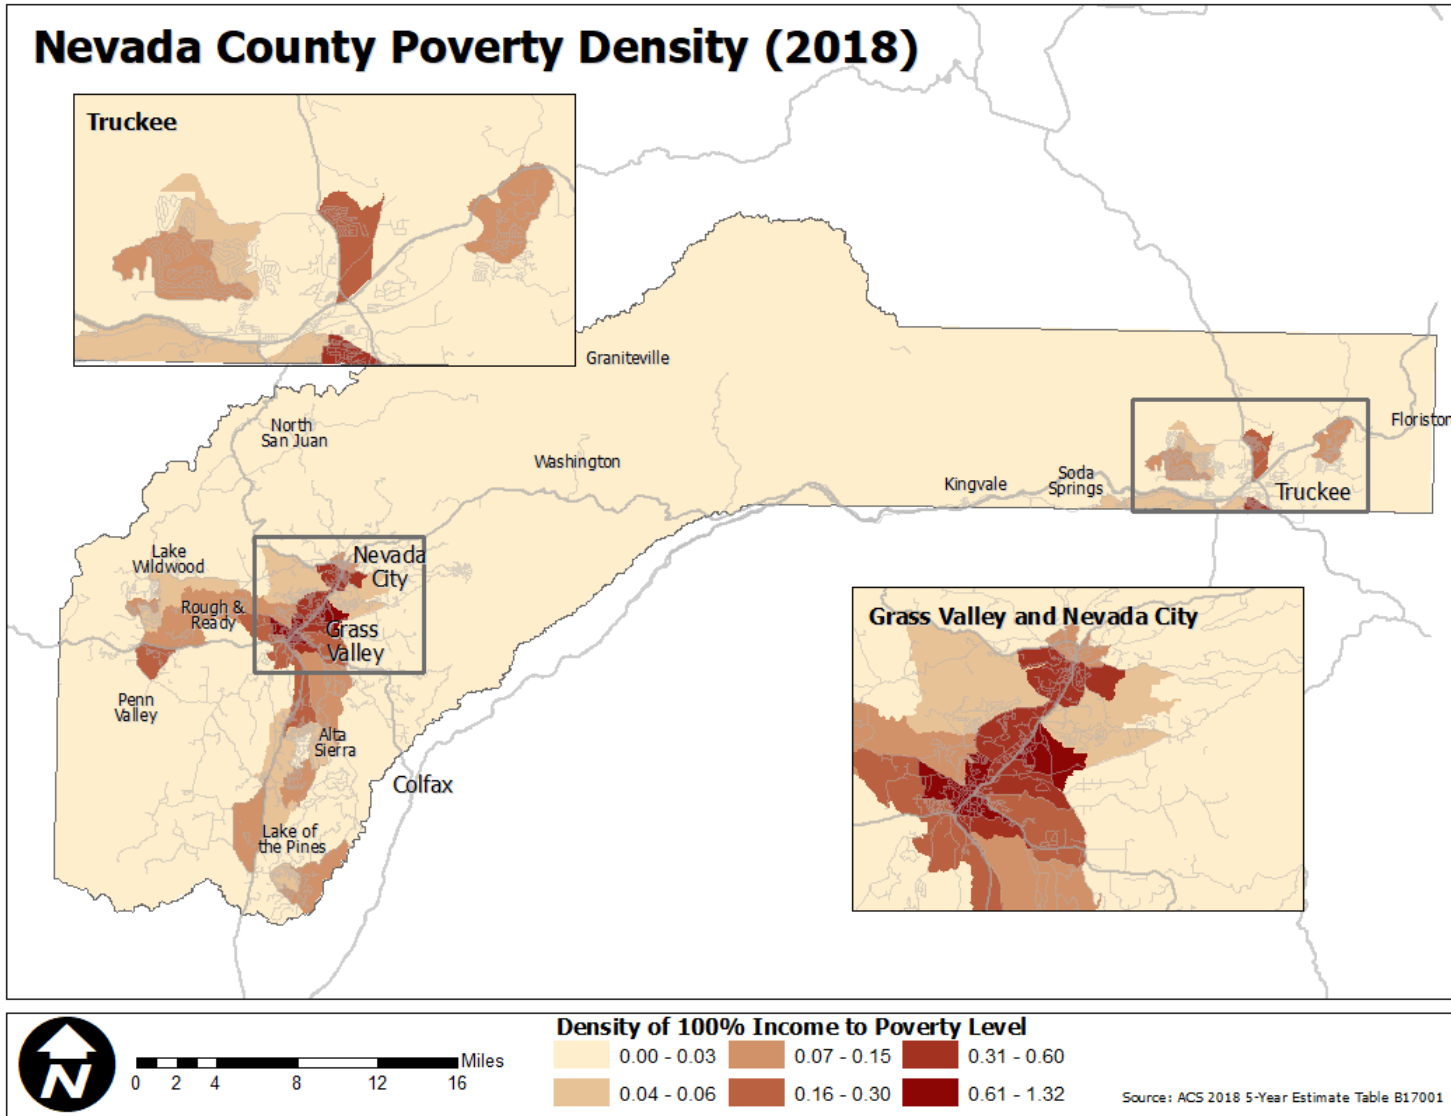 Nevada County Poverty Density (2018)
Truckee
Graniteville
North
San Juan
Washington
Floriston
Kingvale
Soda
Springs
Truckee
Lake
Wildwood
Nevada
City
Rough &
Ready
Grass
Valley
Penn
Valley
Alta
Sierra
Colfax
Lake of
the Pines
Grass Valley and Nevada City
N
0 2 4 8 12 16
Miles
Density of 100% Income to Poverty Level
0.00 - 0.03 0.07 - 0.15 0.31 - 0.60
0.04 - 0.06 0.16 - 0.30 0.61 - 1.32
Source: ACS 2018 5-Year Estimate Table B17001